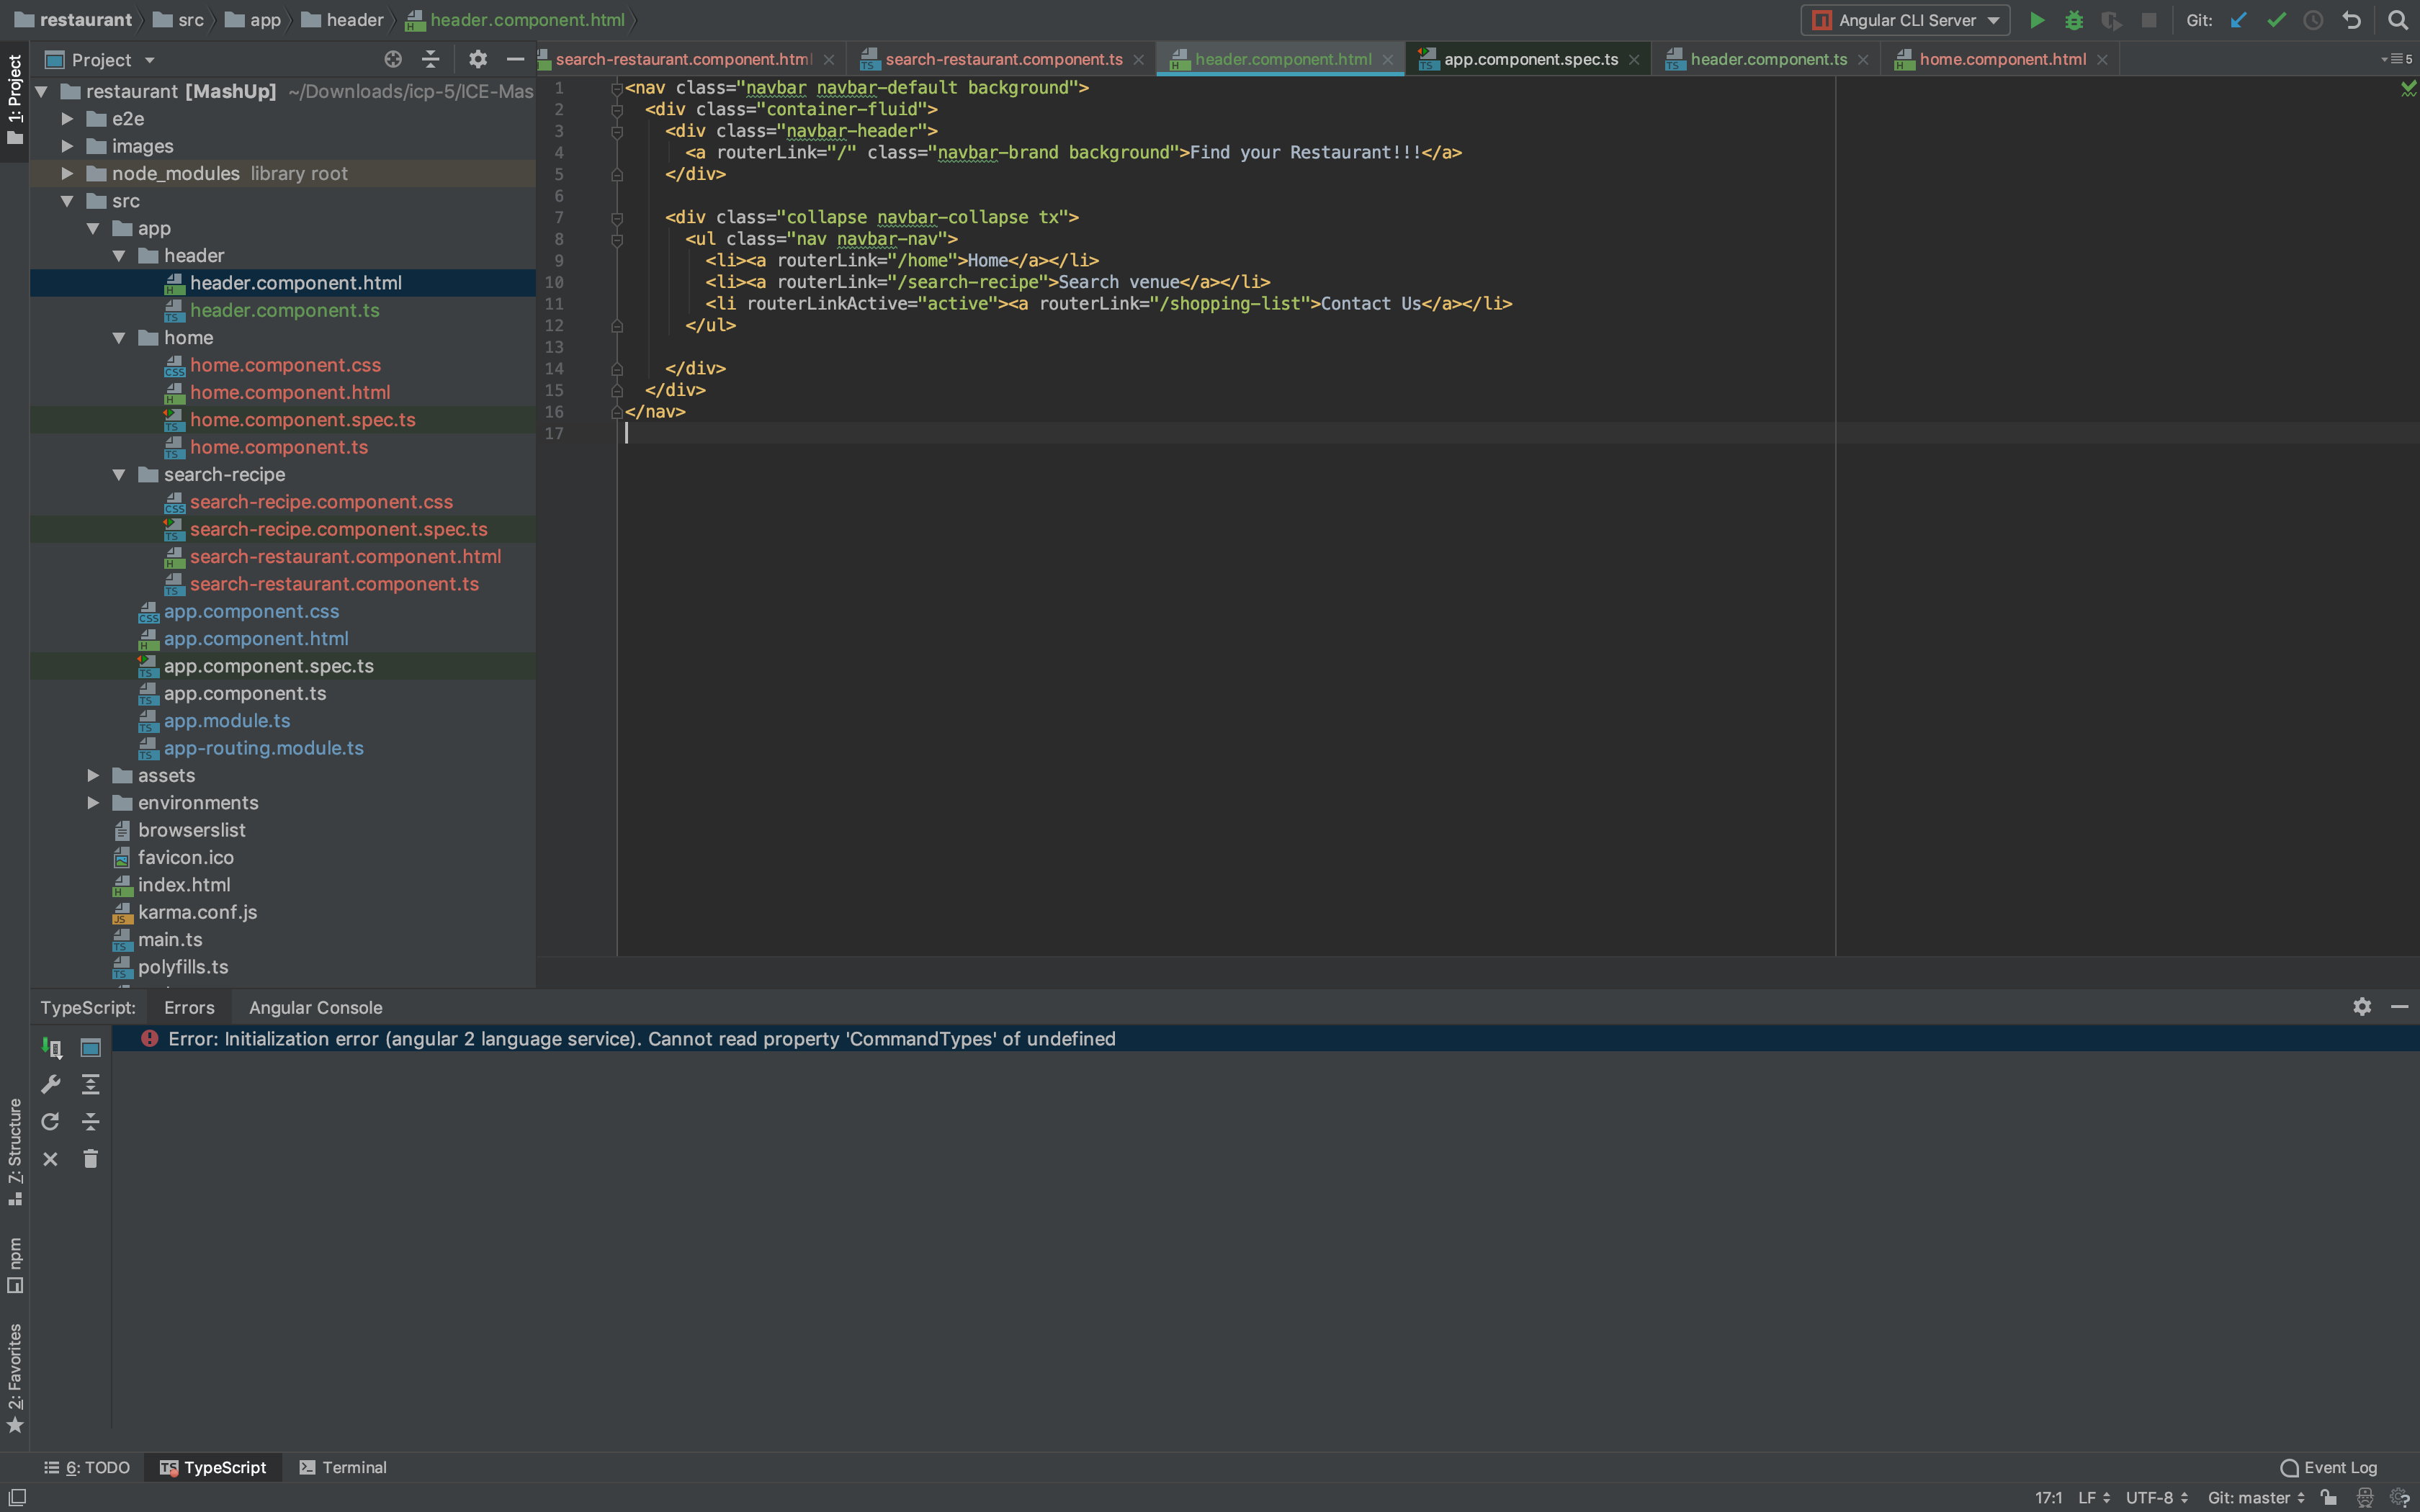 restaurant src app header header.component.html
Angular CLI Server Git:
Project
search-restaurant.component.html search-restaurant.component.ts header.component.html app.component.spec.ts header.component.ts home.component.html 5
1: Project
restaurant [MashUp] ~/Downloads/icp-5/ICE-Mas
e2e
images
node_modules library root
src
app
header
header.component.html
header.component.ts
home
home.component.css
home.component.html
home.component.spec.ts
home.component.ts
search-recipe
search-recipe.component.css
search-recipe.component.spec.ts
search-restaurant.component.html
search-restaurant.component.ts
app.component.css
app.component.html
app.component.spec.ts
app.component.ts
app.module.ts
app-routing.module.ts
assets
environments
browserslist
favicon.ico
index.html
karma.conf.js
main.ts
polyfills.ts
1 <nav class="navbar navbar-default background">
2 <div class="container-fluid">
3 <div class="navbar-header">
4 <a routerLink="/" class="navbar-brand background">Find your Restaurant!!!</a>
5 </div>
6
7 <div class="collapse navbar-collapse tx">
8 <ul class="nav navbar-nav">
9 <li><a routerLink="/home">Home</a></li>
10 <li><a routerLink="/search-recipe">Search venue</a></li>
11 <li routerLinkActive="active"><a routerLink="/shopping-list">Contact Us</a></li>
12 </ul>
13
14 </div>
15 </div>
16 </nav>
17
TypeScript: Errors Angular Console
Error: Initialization error (angular 2 language service). Cannot read property 'CommandTypes' of undefined
7: Structure
npm
2: Favorites
6: TODO TypeScript Terminal Event Log
17:1 LF UTF-8 Git: master